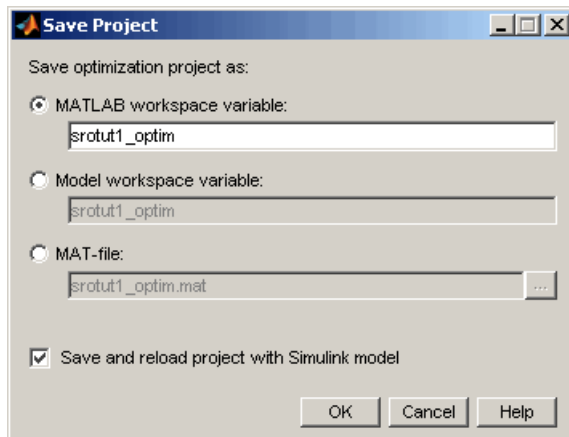 Save Project
Save optimization project as:
MATLAB workspace variable:
srotut1_optim
Model workspace variable:
srotut1_optim
MAT-file:
srotut1_optim.mat
...
Save and reload project with Simulink model
OK Cancel Help